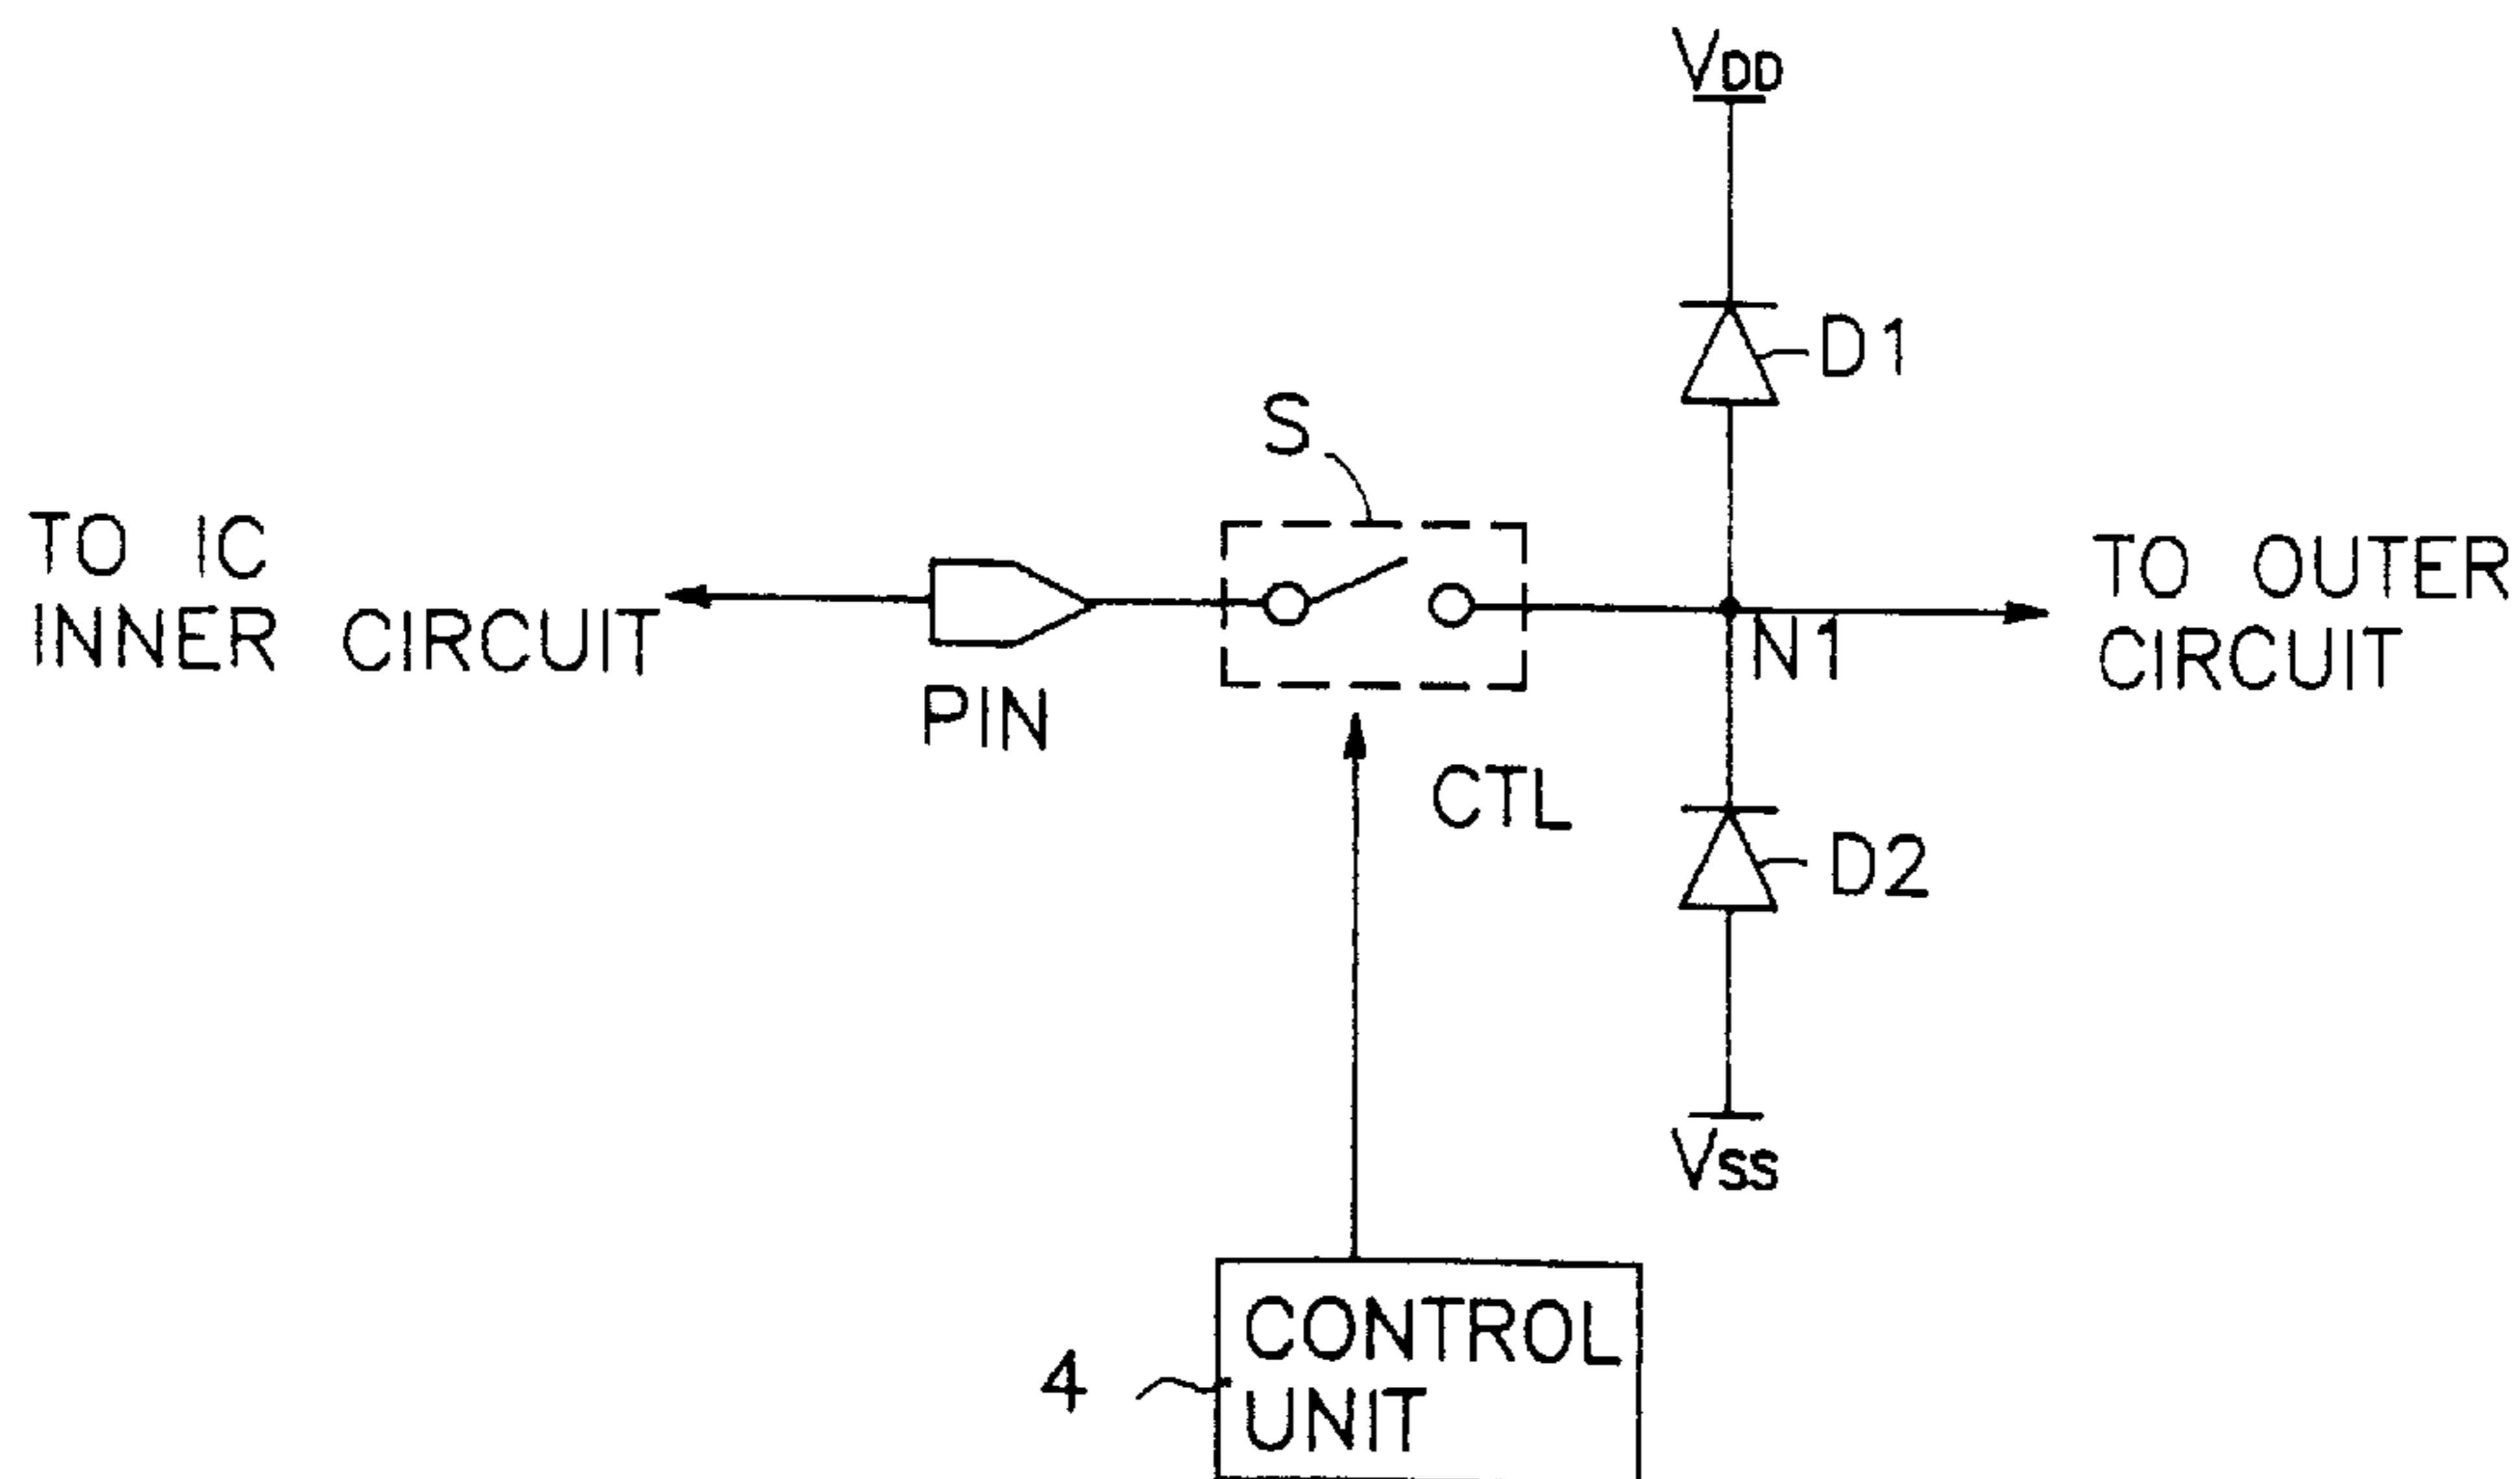 VDD
D1
S
TO IC
INNER CIRCUIT
TO OUTER
CIRCUIT
N1
PIN
CTL
D2
VSS
CONTROL
UNIT
4